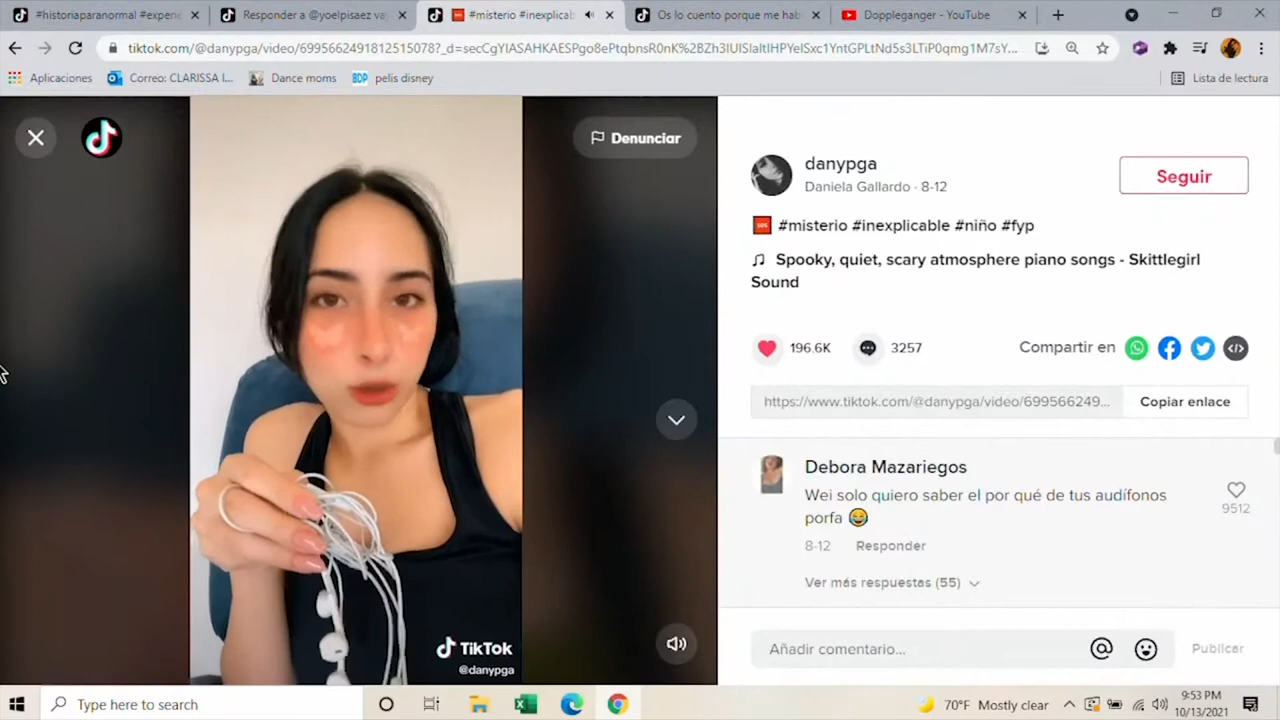 #historiaparanormal #experie
Responder a @yoelpisaez va
#misterio #inexplicab
Os lo cuento porque me hab
Doppleganger - YouTube
tiktok.com/@danypga/video/6995662491812515078?_d=secCgYIASAHKAESPgo8ePtqbnsR0nK%2BZh3IUISlaltIHPYeISxc1YntGPLtNd5s3LTiP0qmg1M7sY...
Aplicaciones
Correo: CLARISSA I...
Dance moms
BDP pelis disney
Lista de lectura
Denunciar
danypga
Daniela Gallardo · 8-12
Seguir
SOS #misterio #inexplicable #niño #fyp
Spooky, quiet, scary atmosphere piano songs - Skittlegirl
Sound
196.6K
3257
Compartir en
https://www.tiktok.com/@danypga/video/699566249...
Copiar enlace
Debora Mazariegos
Wei solo quiero saber el por qué de tus audífonos
porfa 😂
9512
8-12 Responder
Ver más respuestas (55)
TikTok
@danypga
Añadir comentario...
Publicar
Type here to search
70°F Mostly clear
9:53 PM
10/13/2021